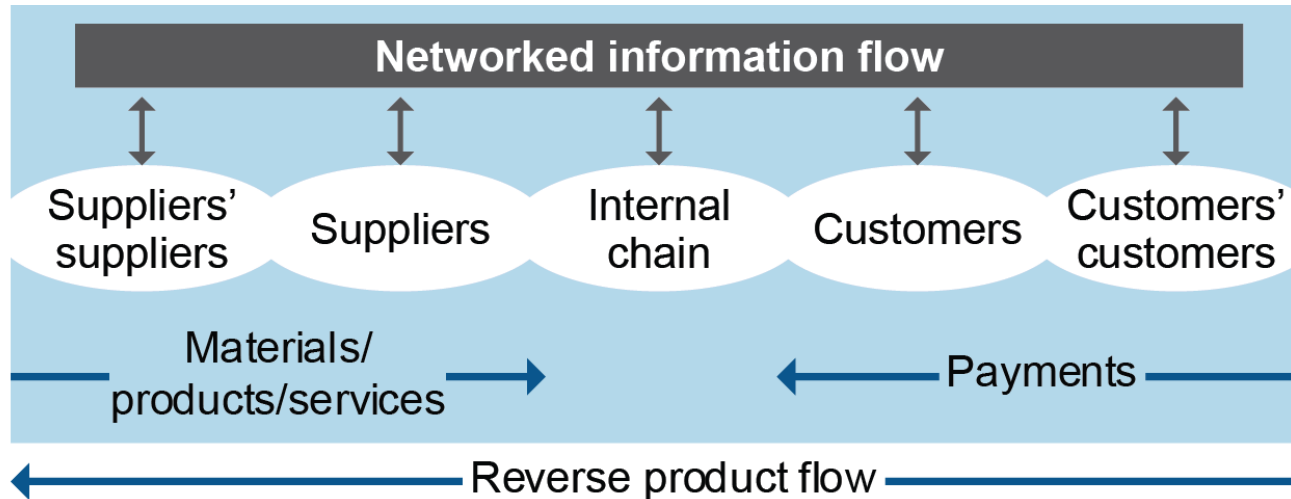 Networked information flow
Suppliers’
suppliers
Suppliers
Internal
chain
Customers
Customers’
customers
Materials/
products/services
Payments
Reverse product flow